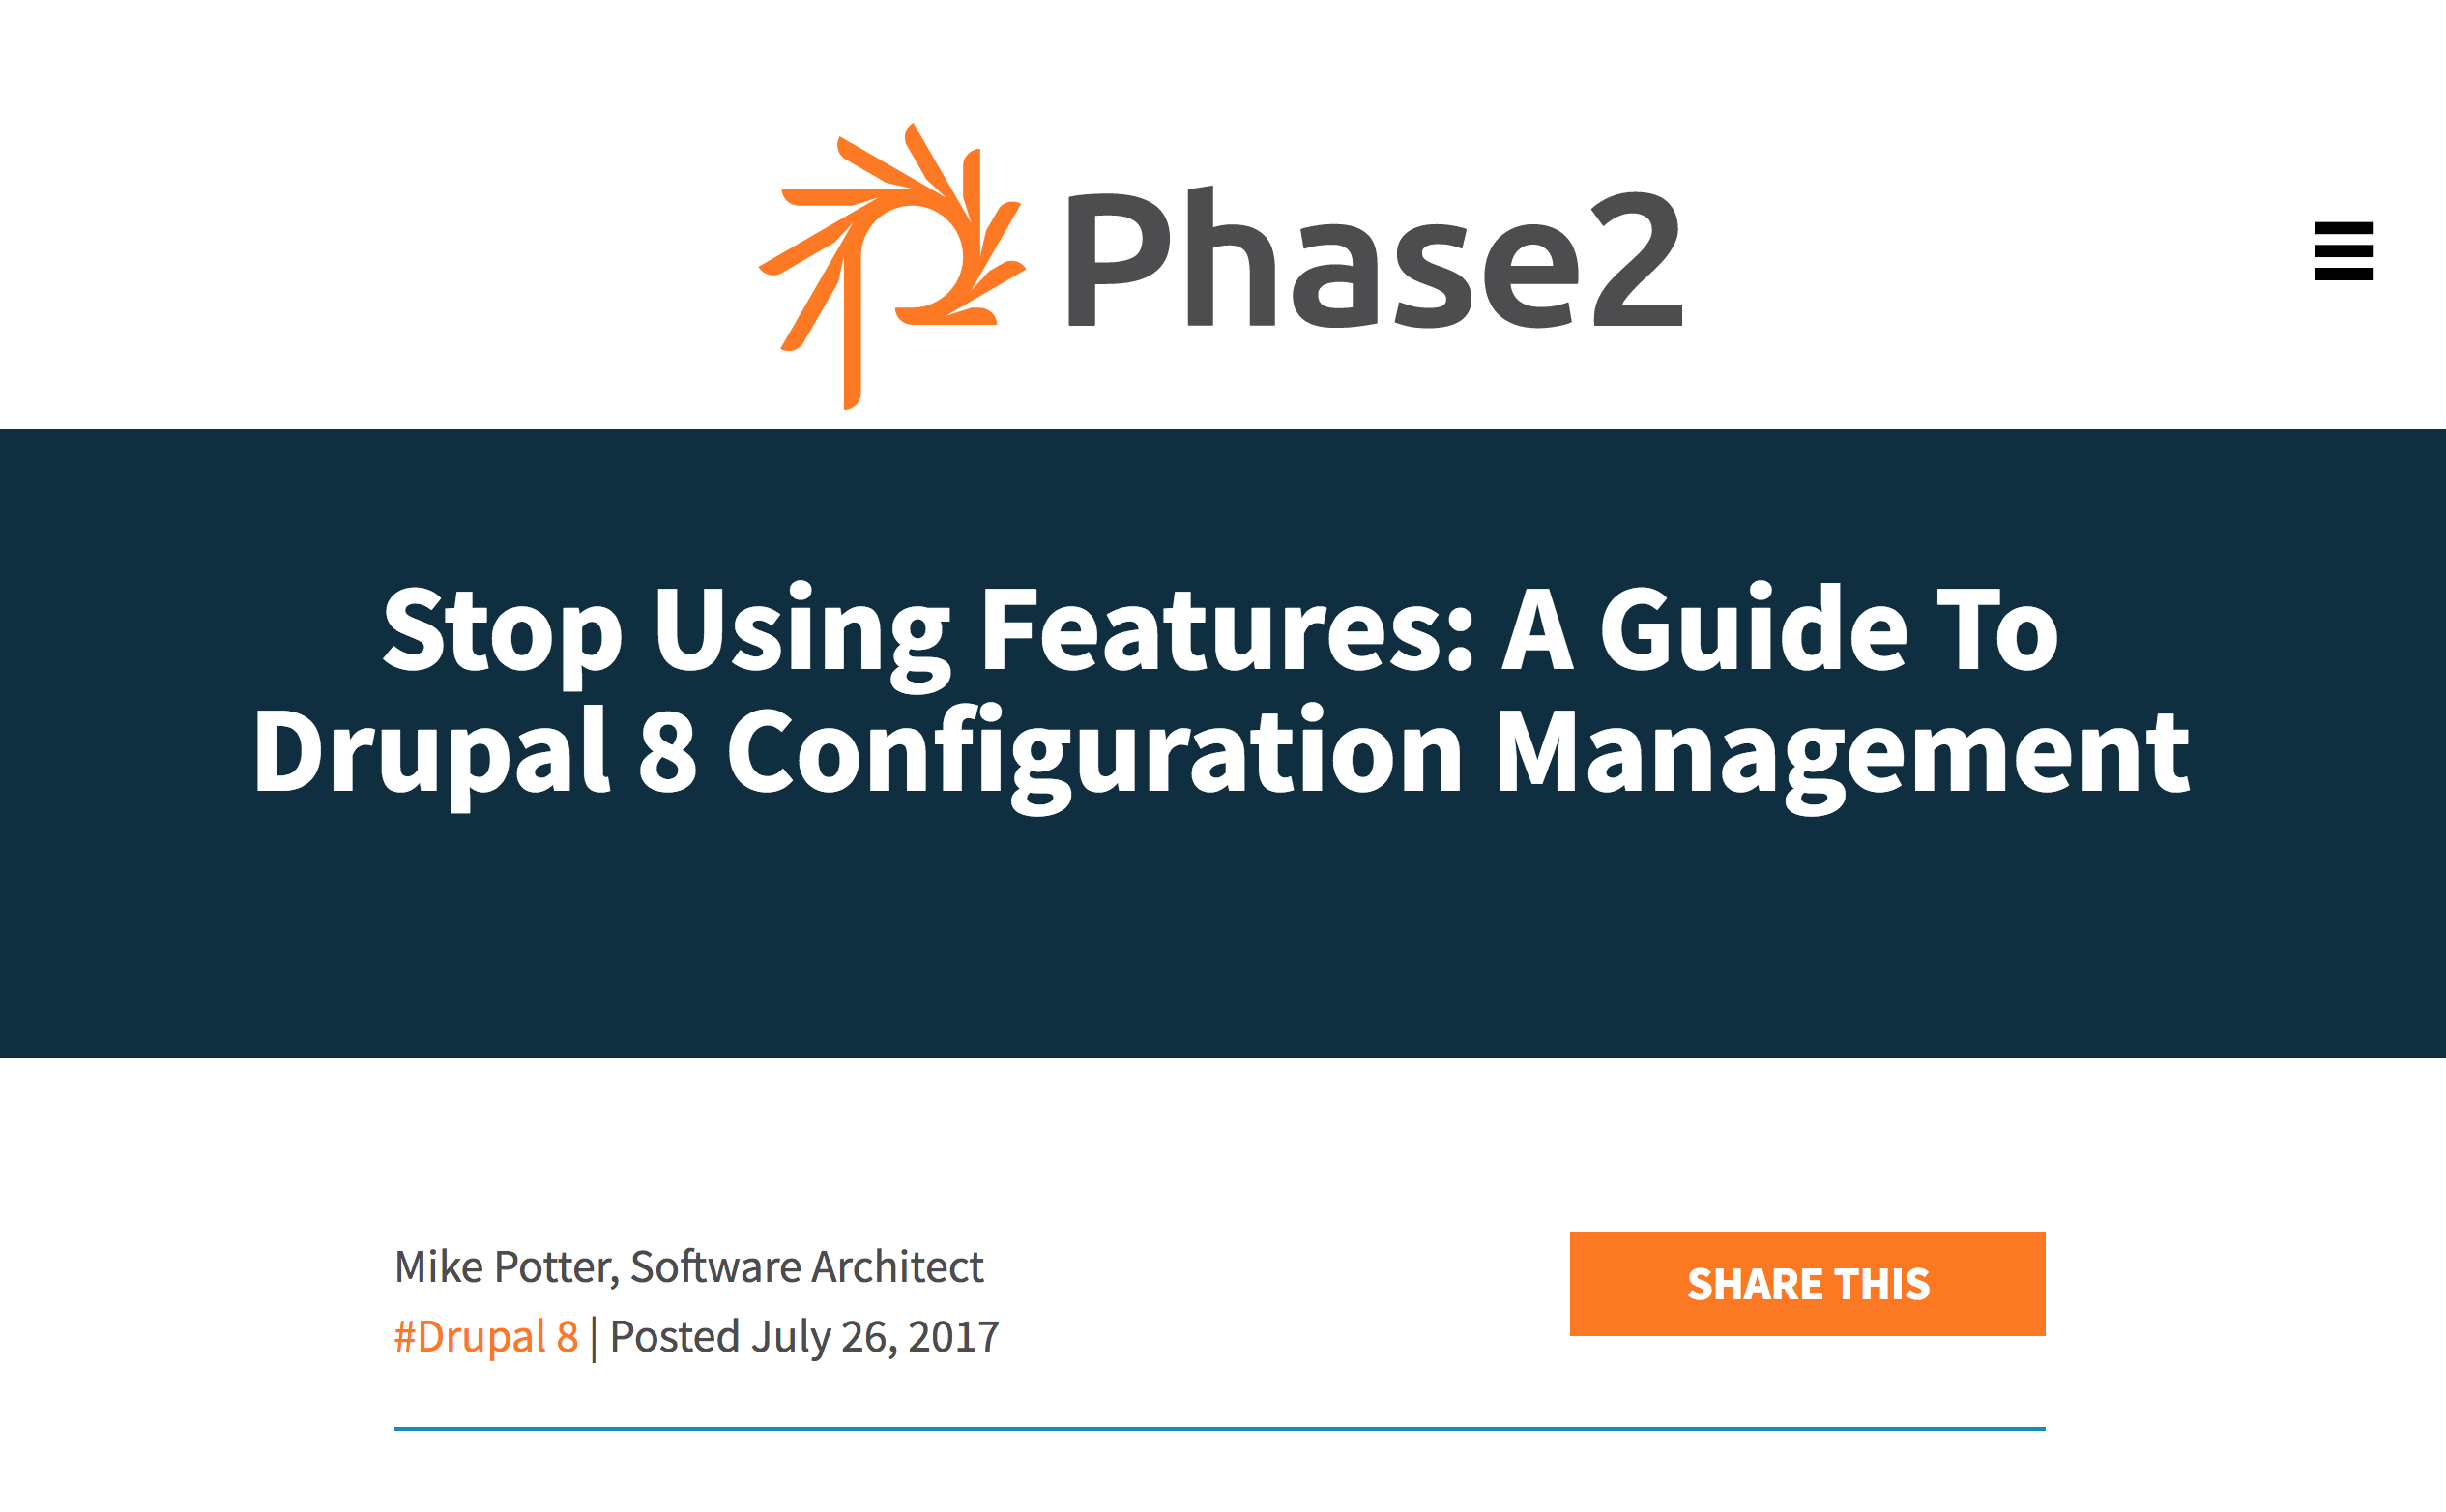 Phase2
Stop Using Features: A Guide To
Drupal 8 Configuration Management
Mike Potter, Software Architect
#Drupal 8 | Posted July 26, 2017
SHARE THIS